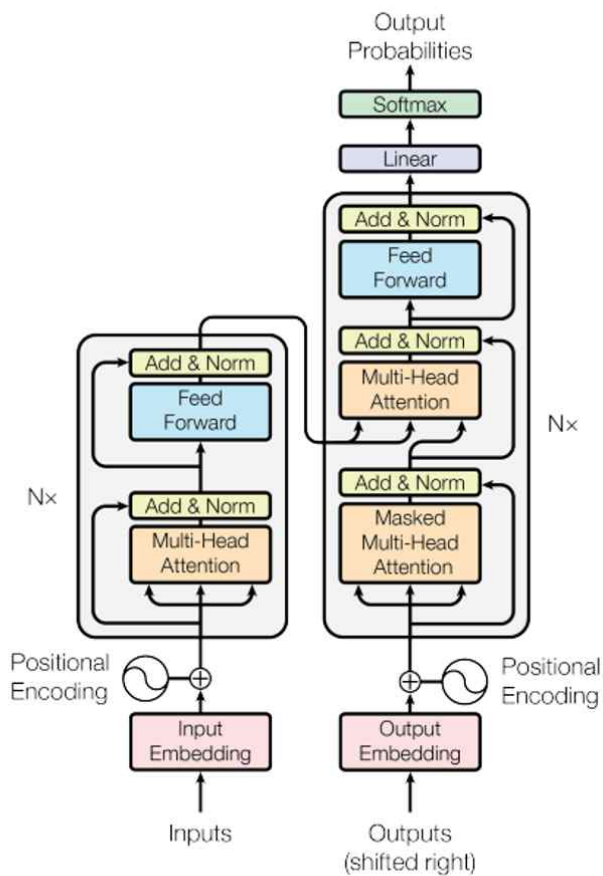 Output
Probabilities
Softmax
Linear
Add & Norm
Feed
Forward
Add & Norm
Multi-Head
Attention
Add & Norm
Masked
Multi-Head
Attention
Nx
Add & Norm
Feed
Forward
Add & Norm
Multi-Head
Attention
Nx
Positional
Encoding
Positional
Encoding
Input
Embedding
Output
Embedding
Inputs
Outputs
(shifted right)